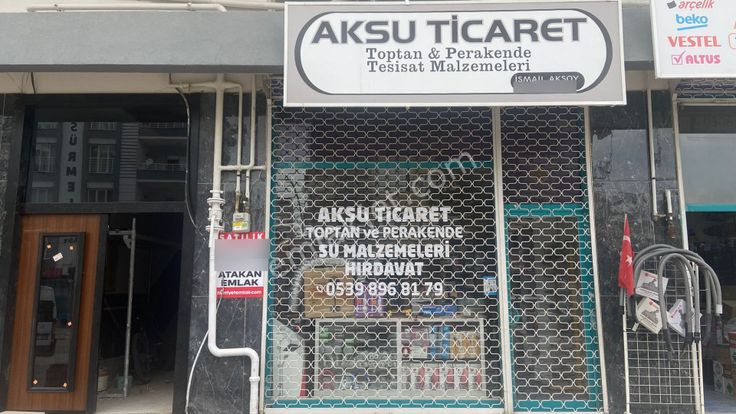 AKSU TİCARET
Toptan & Perakende
Tesisat Malzemeleri
İSMAİL AKSOY
arçelik
beko
VESTEL
ALTUS
SÜRME
AKSU TİCARET
TOPTAN ve PERAKENDE
SU MALZEMELERİ
HIRDAVAT
0539 896 81 79
SATILIK
ATAKAN
EMLAK